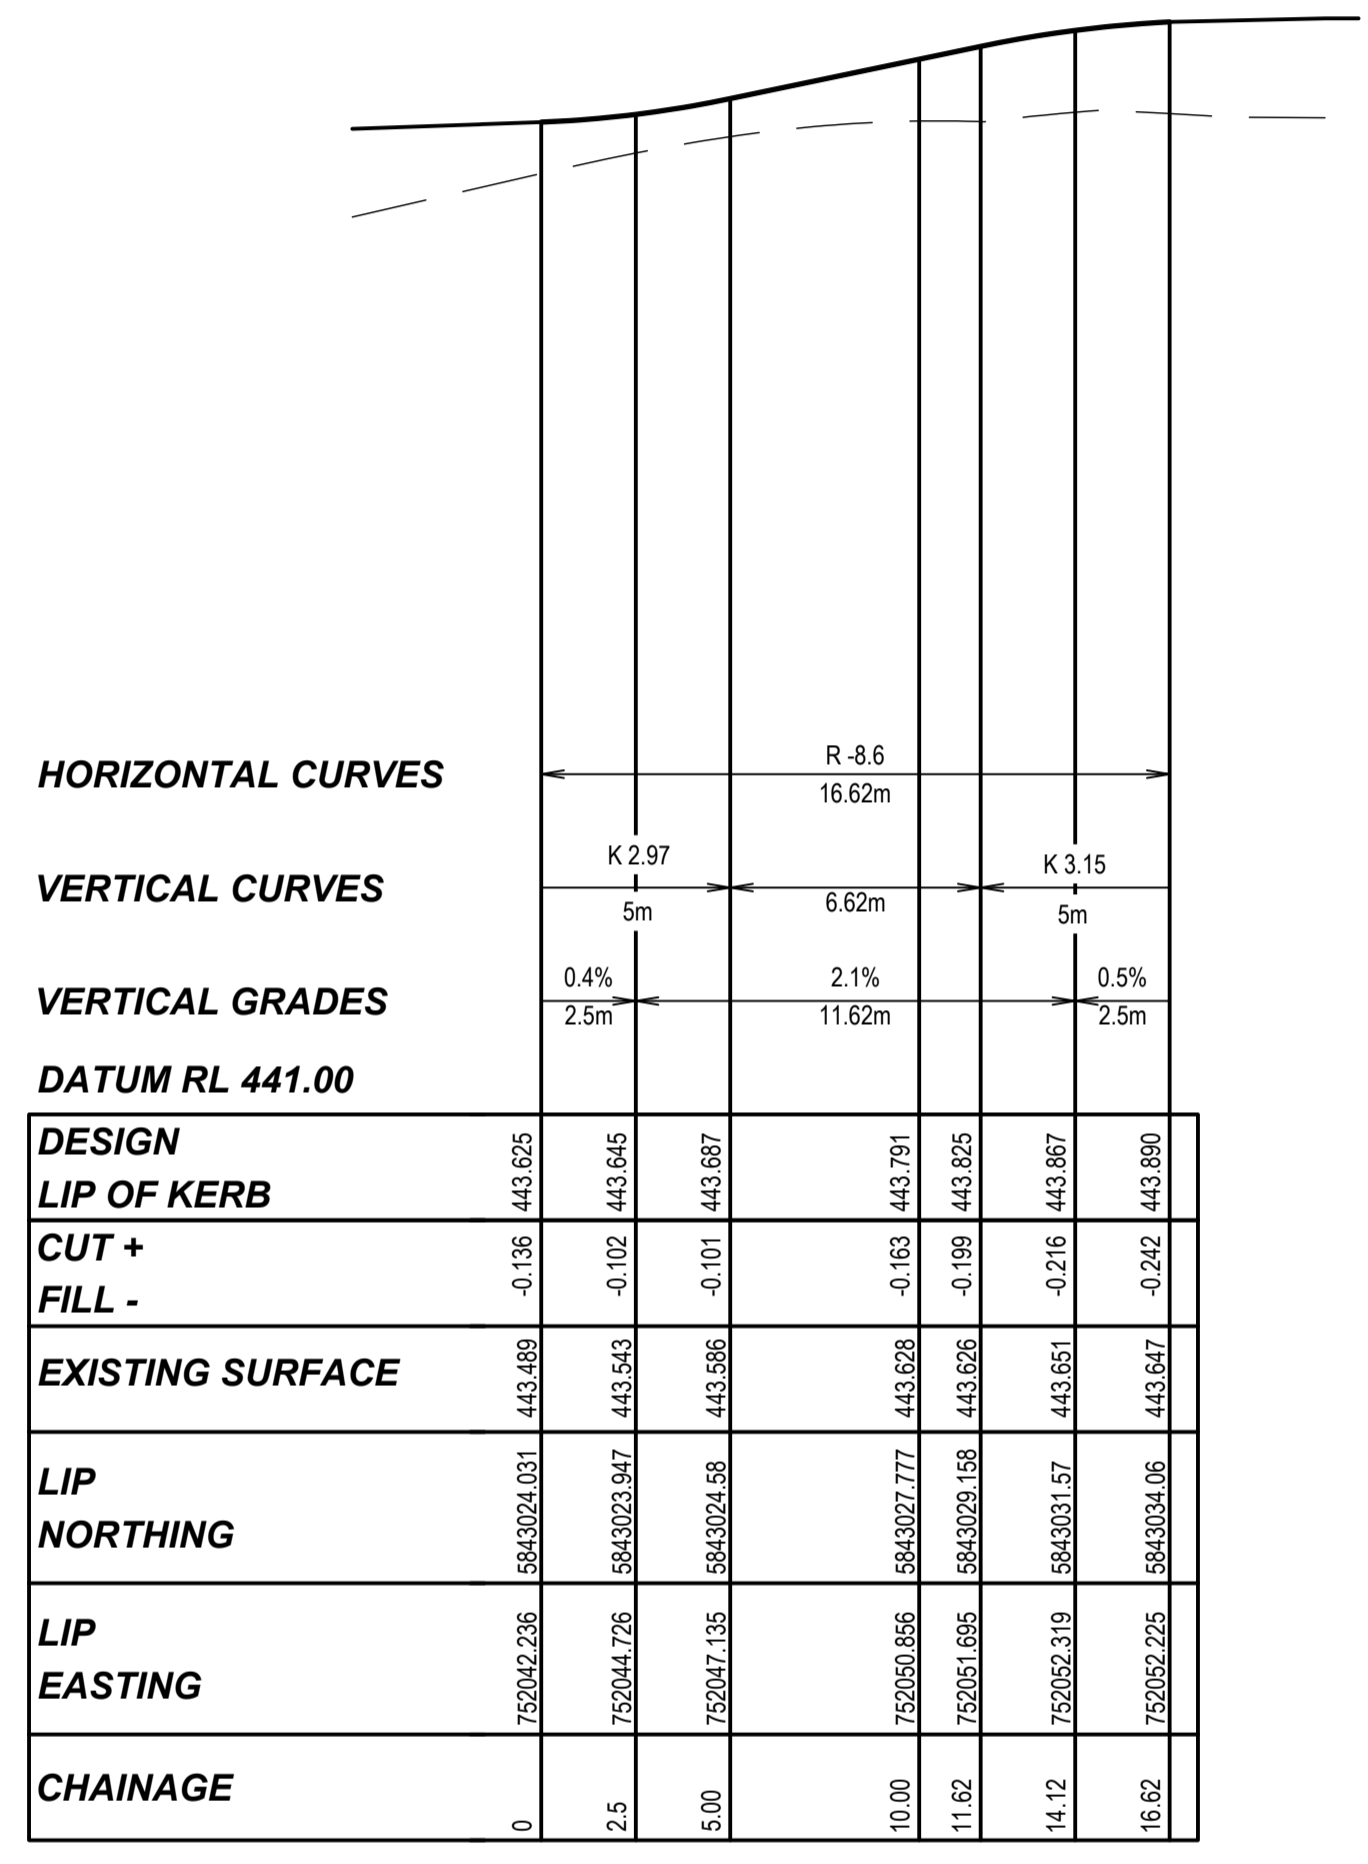 HORIZONTAL CURVES
R -8.6
16.62m
VERTICAL CURVES
K 2.97
5m
6.62m
K 3.15
5m
VERTICAL GRADES
0.4%
2.5m
2.1%
11.62m
0.5%
2.5m
DATUM RL 441.00
DESIGN
LIP OF KERB
443.625
443.645
443.687
443.791
443.825
443.867
443.890
CUT +
FILL -
-0.136
-0.102
-0.101
-0.163
-0.199
-0.216
-0.242
EXISTING SURFACE
443.489
443.543
443.586
443.628
443.626
443.651
443.647
LIP
NORTHING
5843024.031
5843023.947
5843024.58
5843027.777
5843029.158
5843031.57
5843034.06
LIP
EASTING
752042.236
752044.726
752047.135
752050.856
752051.695
752052.319
752052.225
CHAINAGE
0
2.5
5.00
10.00
11.62
14.12
16.62